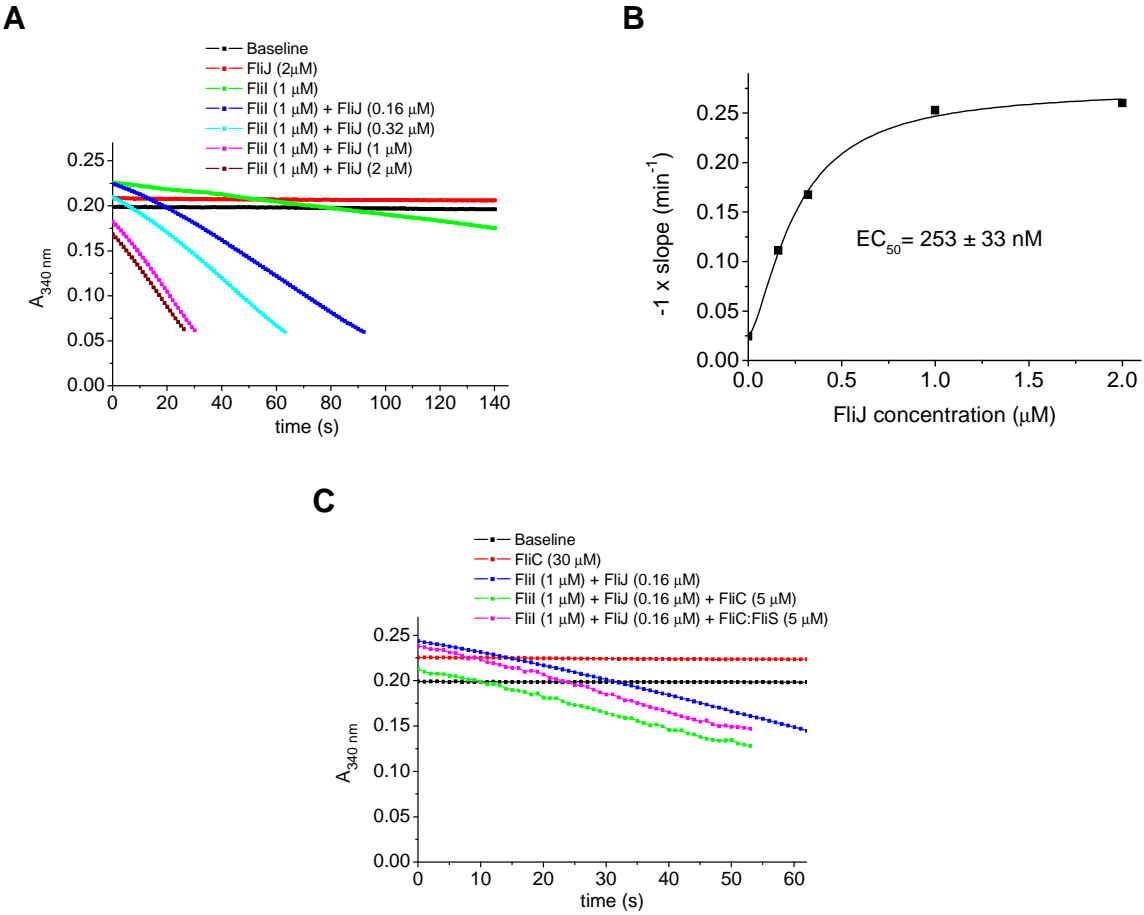 A
Baseline
FliJ (2μM)
FliI (1 μM)
FliI (1 μM) + FliJ (0.16 μM)
FliI (1 μM) + FliJ (0.32 μM)
FliI (1 μM) + FliJ (1 μM)
FliI (1 μM) + FliJ (2 μM)
0.25
0.20
0.15
0.10
0.05
0.00
A340 nm
0 20 40 60 80 100 120 140
time (s)
B
0.25
0.20
0.15
0.10
0.05
0.00
-1 x slope (min-1)
EC50= 253 ± 33 nM
0.0 0.5 1.0 1.5 2.0
FliJ concentration (μM)
C
Baseline
FliC (30 μM)
FliI (1 μM) + FliJ (0.16 μM)
FliI (1 μM) + FliJ (0.16 μM) + FliC (5 μM)
FliI (1 μM) + FliJ (0.16 μM) + FliC:FliS (5 μM)
0.25
0.20
0.15
0.10
0.05
0.00
A340 nm
0 10 20 30 40 50 60
time (s)